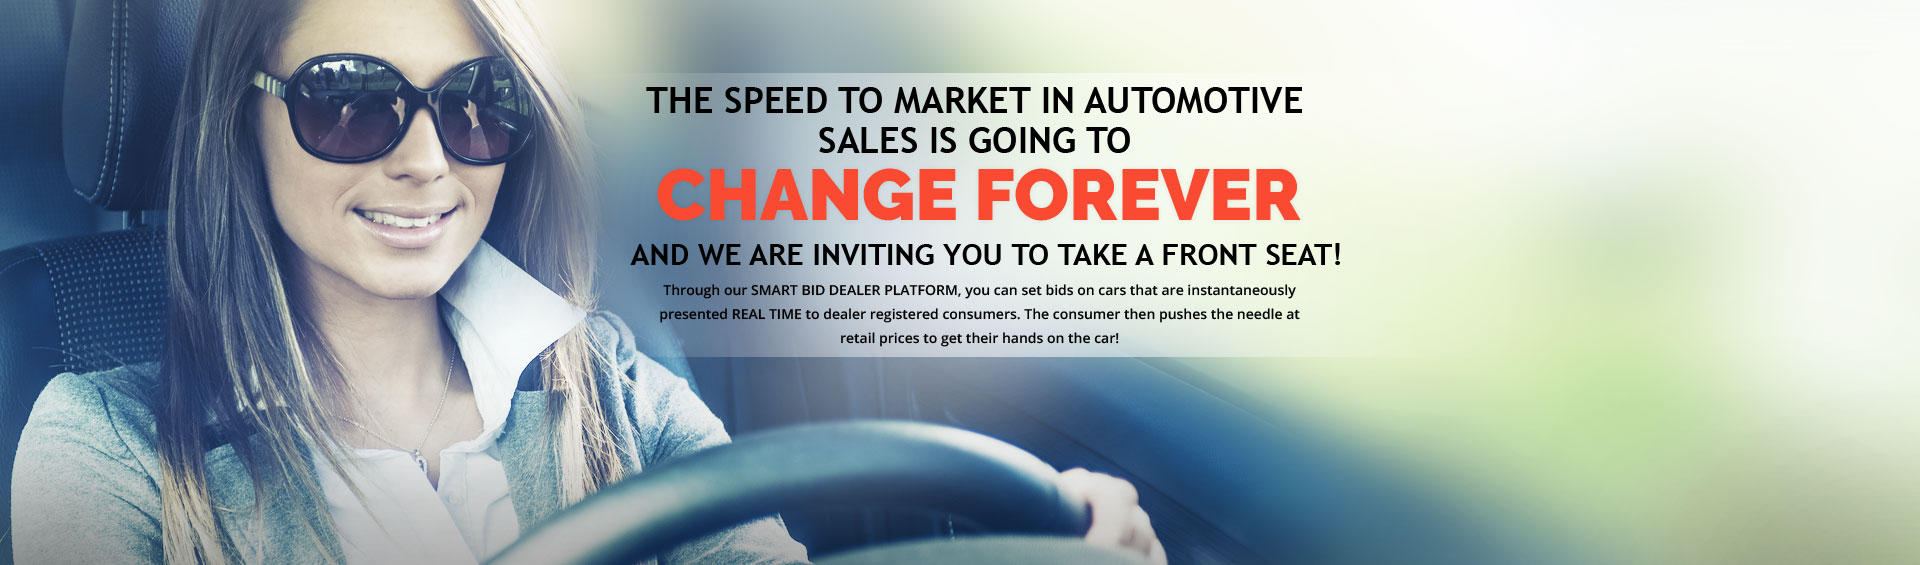 THE SPEED TO MARKET IN AUTOMOTIVE
SALES IS GOING TO
CHANGE FOREVER
AND WE ARE INVITING YOU TO TAKE A FRONT SEAT!
Through our SMART BID DEALER PLATFORM, you can set bids on cars that are instantaneously
presented REAL TIME to dealer registered consumers. The consumer then pushes the needle at
retail prices to get their hands on the car!